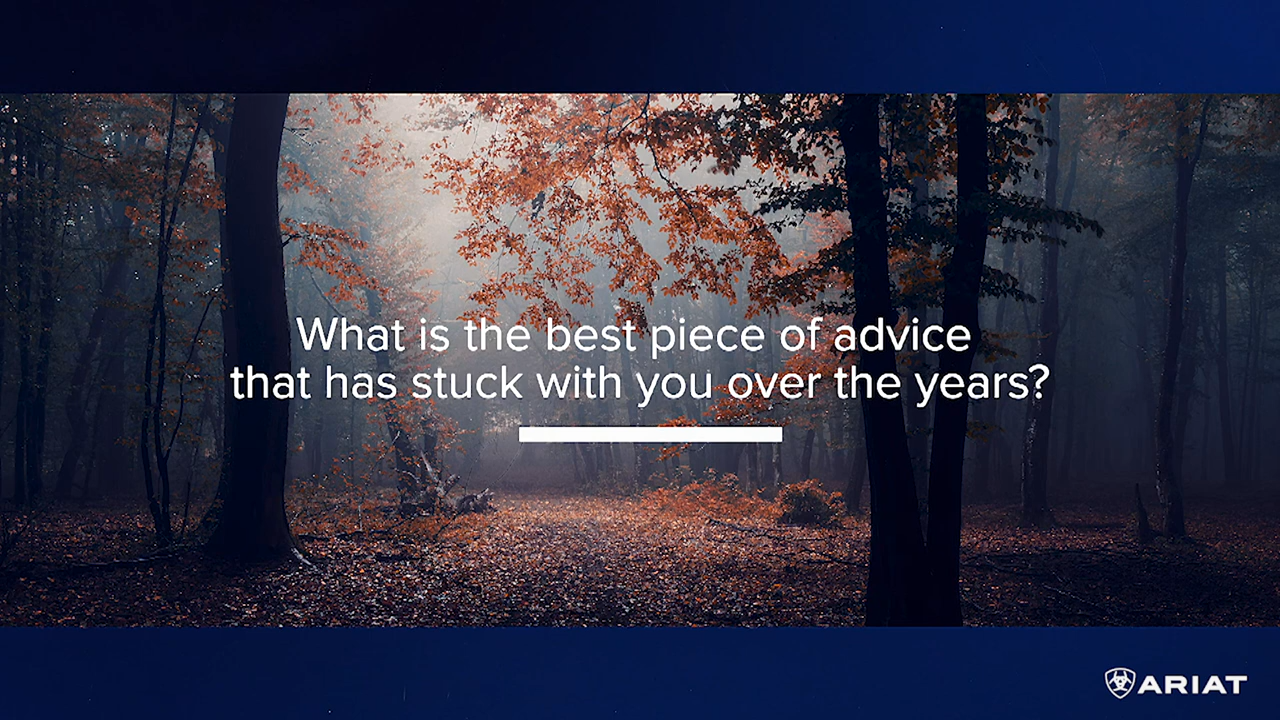 What is the best piece of advice
that has stuck with you over the years?
ARIAT